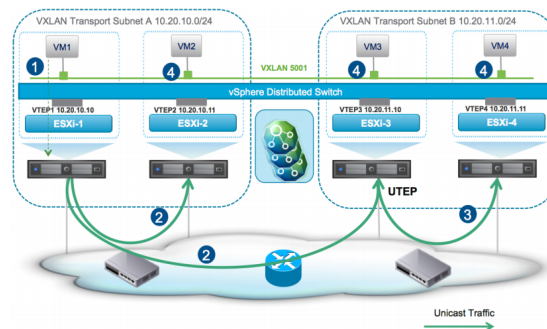 VXLAN Transport Subnet A 10.20.10.0/24
VXLAN Transport Subnet B 10.20.11.0/24
VM1
VM2
VM3
VM4
1
4
VXLAN 5001
4
4
vSphere Distributed Switch
VTEP1 10.20.10.10
VTEP2 10.20.10.11
VTEP3 10.20.11.10
VTEP4 10.20.11.11
ESXi-1
ESXi-2
ESXi-3
ESXi-4
UTEP
2
3
2
Unicast Traffic